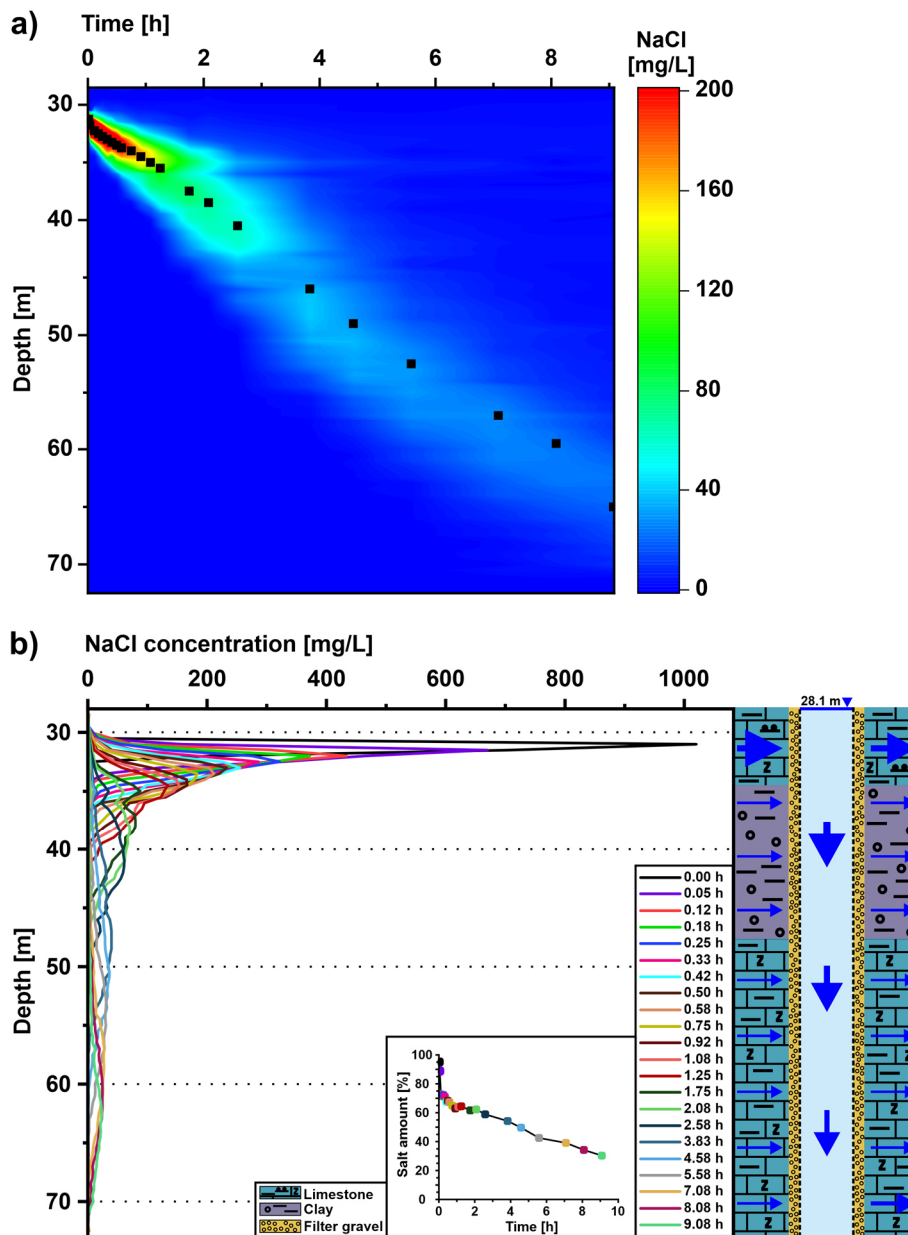 a)
Time [h]
0 2 4 6 8
NaCl
[mg/L]
Depth [m]
30
40
50
60
70
200
160
120
80
40
0
b)
NaCl concentration [mg/L]
0 200 400 600 800 1000
28.1 m
Depth [m]
30
40
50
60
70
z
z
z
z
z
z
z
z
z
z
z
z
z
0.00 h
0.05 h
0.12 h
0.18 h
0.25 h
0.33 h
0.42 h
0.50 h
0.58 h
0.75 h
0.92 h
1.08 h
1.25 h
1.75 h
2.08 h
2.58 h
3.83 h
4.58 h
5.58 h
7.08 h
8.08 h
9.08 h
Salt amount [%]
100
80
60
40
20
0
0 2 4 6 8 10
Time [h]
z Limestone
Clay
Filter gravel